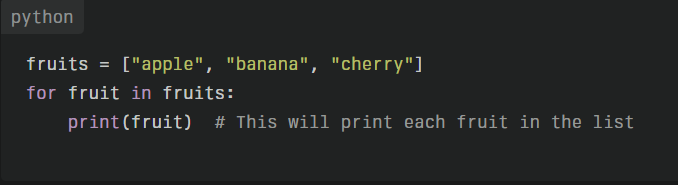 python
fruits = ["apple", "banana", "cherry"]
for fruit in fruits:
    print(fruit)  # This will print each fruit in the list